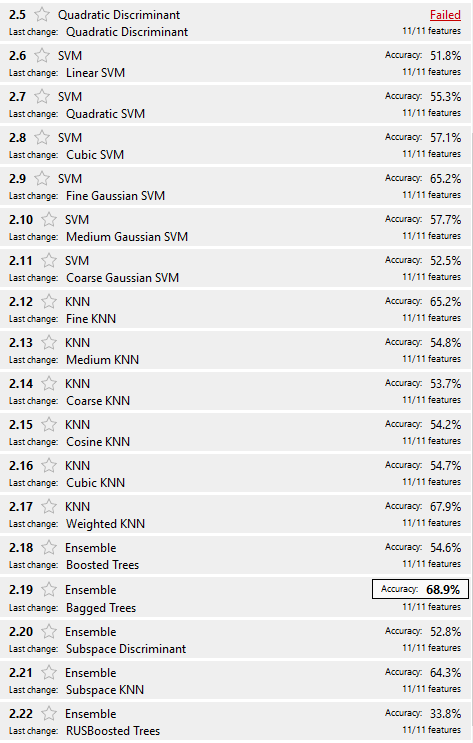 2.5 Quadratic Discriminant Failed
Last change: Quadratic Discriminant 11/11 features
2.6 SVM Accuracy: 51.8%
Last change: Linear SVM 11/11 features
2.7 SVM Accuracy: 55.3%
Last change: Quadratic SVM 11/11 features
2.8 SVM Accuracy: 57.1%
Last change: Cubic SVM 11/11 features
2.9 SVM Accuracy: 65.2%
Last change: Fine Gaussian SVM 11/11 features
2.10 SVM Accuracy: 57.7%
Last change: Medium Gaussian SVM 11/11 features
2.11 SVM Accuracy: 52.5%
Last change: Coarse Gaussian SVM 11/11 features
2.12 KNN Accuracy: 65.2%
Last change: Fine KNN 11/11 features
2.13 KNN Accuracy: 54.8%
Last change: Medium KNN 11/11 features
2.14 KNN Accuracy: 53.7%
Last change: Coarse KNN 11/11 features
2.15 KNN Accuracy: 54.2%
Last change: Cosine KNN 11/11 features
2.16 KNN Accuracy: 54.7%
Last change: Cubic KNN 11/11 features
2.17 KNN Accuracy: 67.9%
Last change: Weighted KNN 11/11 features
2.18 Ensemble Accuracy: 54.6%
Last change: Boosted Trees 11/11 features
2.19 Ensemble Accuracy: 68.9%
Last change: Bagged Trees 11/11 features
2.20 Ensemble Accuracy: 52.8%
Last change: Subspace Discriminant 11/11 features
2.21 Ensemble Accuracy: 64.3%
Last change: Subspace KNN 11/11 features
2.22 Ensemble Accuracy: 33.8%
Last change: RUSBoosted Trees 11/11 features